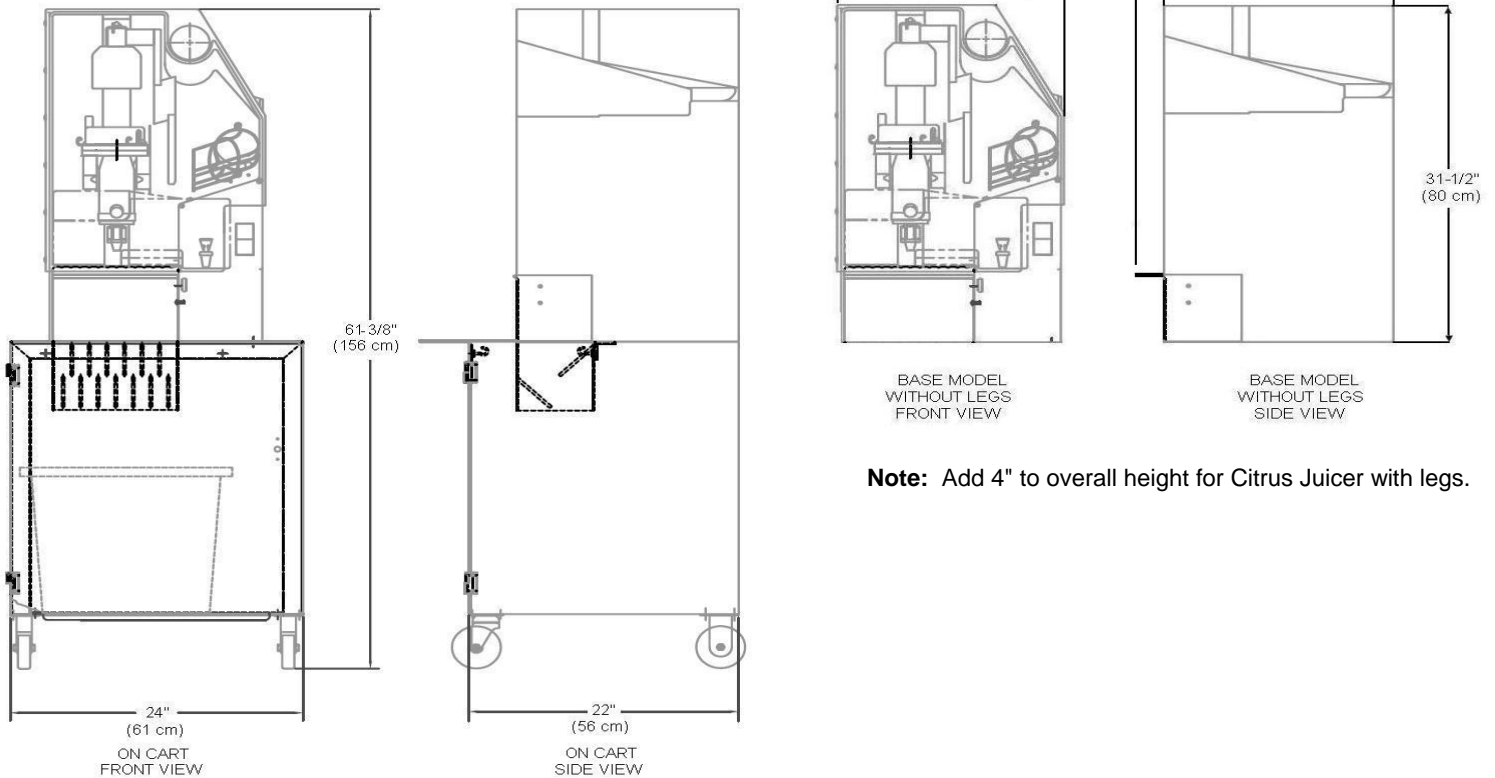 61-3/8"
(156 cm)
24"
(61 cm)
ON CART
FRONT VIEW
22"
(56 cm)
ON CART
SIDE VIEW
31-1/2"
(80 cm)
BASE MODEL
WITHOUT LEGS
FRONT VIEW
BASE MODEL
WITHOUT LEGS
SIDE VIEW
Note: Add 4" to overall height for Citrus Juicer with legs.